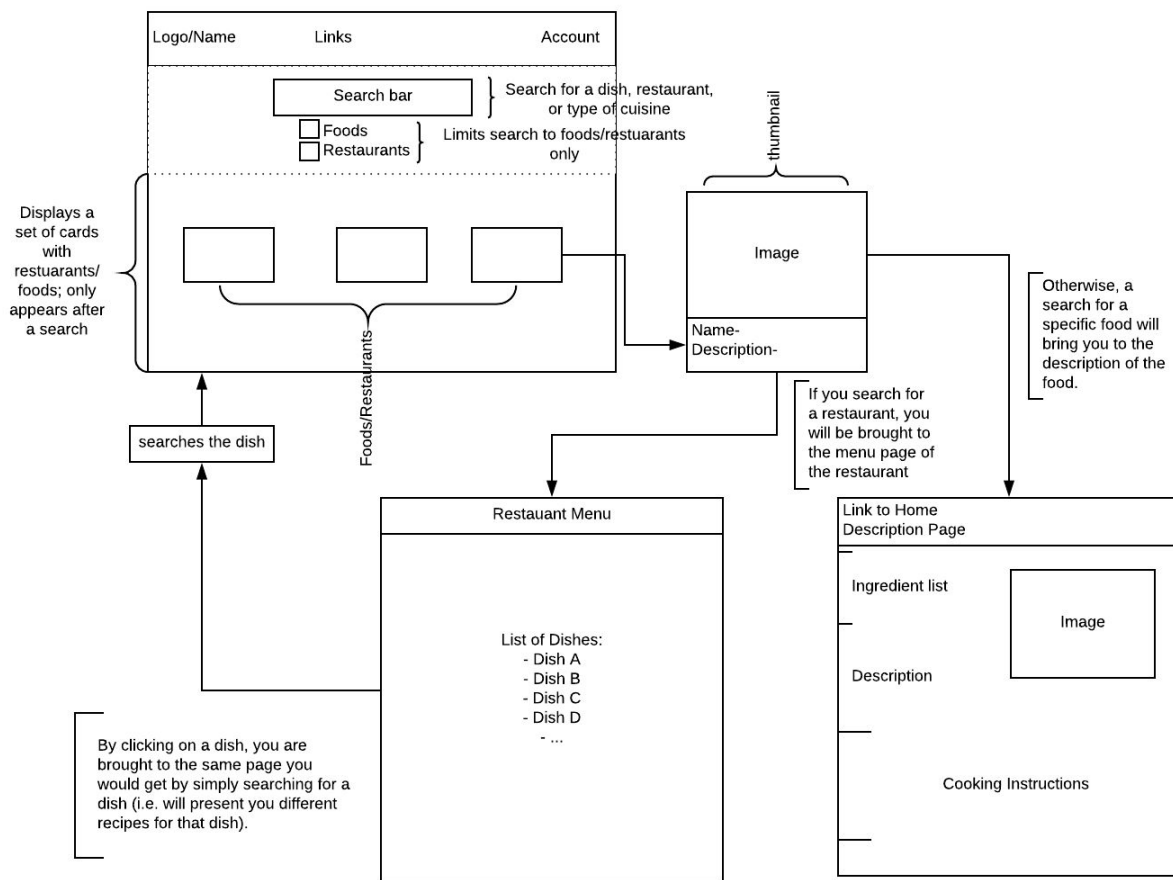 Logo/Name
Links
Account
Search bar
Search for a dish, restaurant,
or type of cuisine
Foods
Restaurants
Limits search to foods/restuarants
only
thumbnail
Displays a
set of cards
with
restuarants/
foods; only
appears after
a search
Foods/Restaurants
Image
Name-
Description-
Otherwise, a
search for a
specific food will
bring you to the
description of the
food.
If you search for
a restaurant, you
will be brought to
the menu page of
the restaurant
searches the dish
Restauant Menu
List of Dishes:
- Dish A
- Dish B
- Dish C
- Dish D
- ...
Link to Home
Description Page
Ingredient list
Image
Description
Cooking Instructions
By clicking on a dish, you are
brought to the same page you
would get by simply searching for a
dish (i.e. will present you different
recipes for that dish).